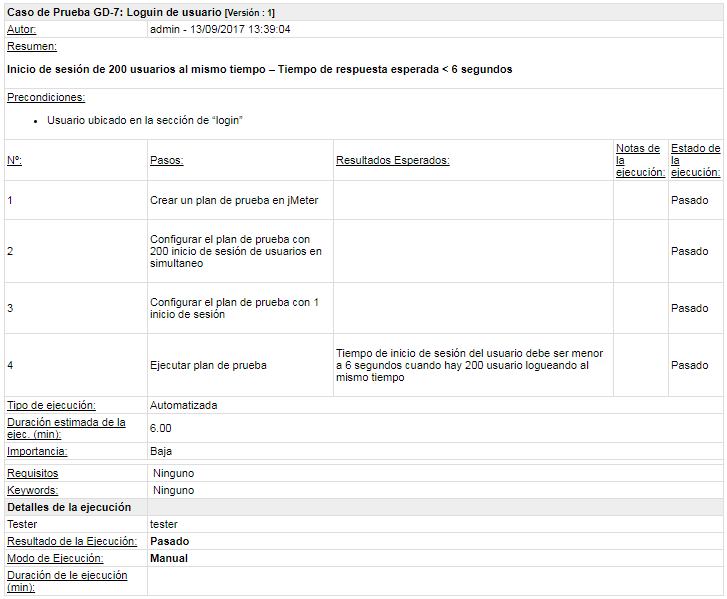 Caso de Prueba GD-7: Loguin de usuario [Versión : 1]
Autor: admin - 13/09/2017 13:39:04
Resumen:
Inicio de sesión de 200 usuarios al mismo tiempo – Tiempo de respuesta esperada < 6 segundos
Precondiciones:
• Usuario ubicado en la sección de “login”
Nº:
Pasos:
Resultados Esperados:
Notas de
la
ejecución:
Estado de
la
ejecución:
1
Crear un plan de prueba en jMeter
Pasado
2
Configurar el plan de prueba con
200 inicio de sesión de usuarios en
simultaneo
Pasado
3
Configurar el plan de prueba con 1
inicio de sesión
Pasado
4
Ejecutar plan de prueba
Tiempo de inicio de sesión del usuario debe ser menor
a 6 segundos cuando hay 200 usuario logueando al
mismo tiempo
Pasado
Tipo de ejecución: Automatizada
Duración estimada de la
ejec. (min):
6.00
Importancia: Baja
Requisitos Ninguno
Keywords: Ninguno
Detalles de la ejecución
Tester tester
Resultado de la Ejecución: Pasado
Modo de Ejecución: Manual
Duración de le ejecución
(min):